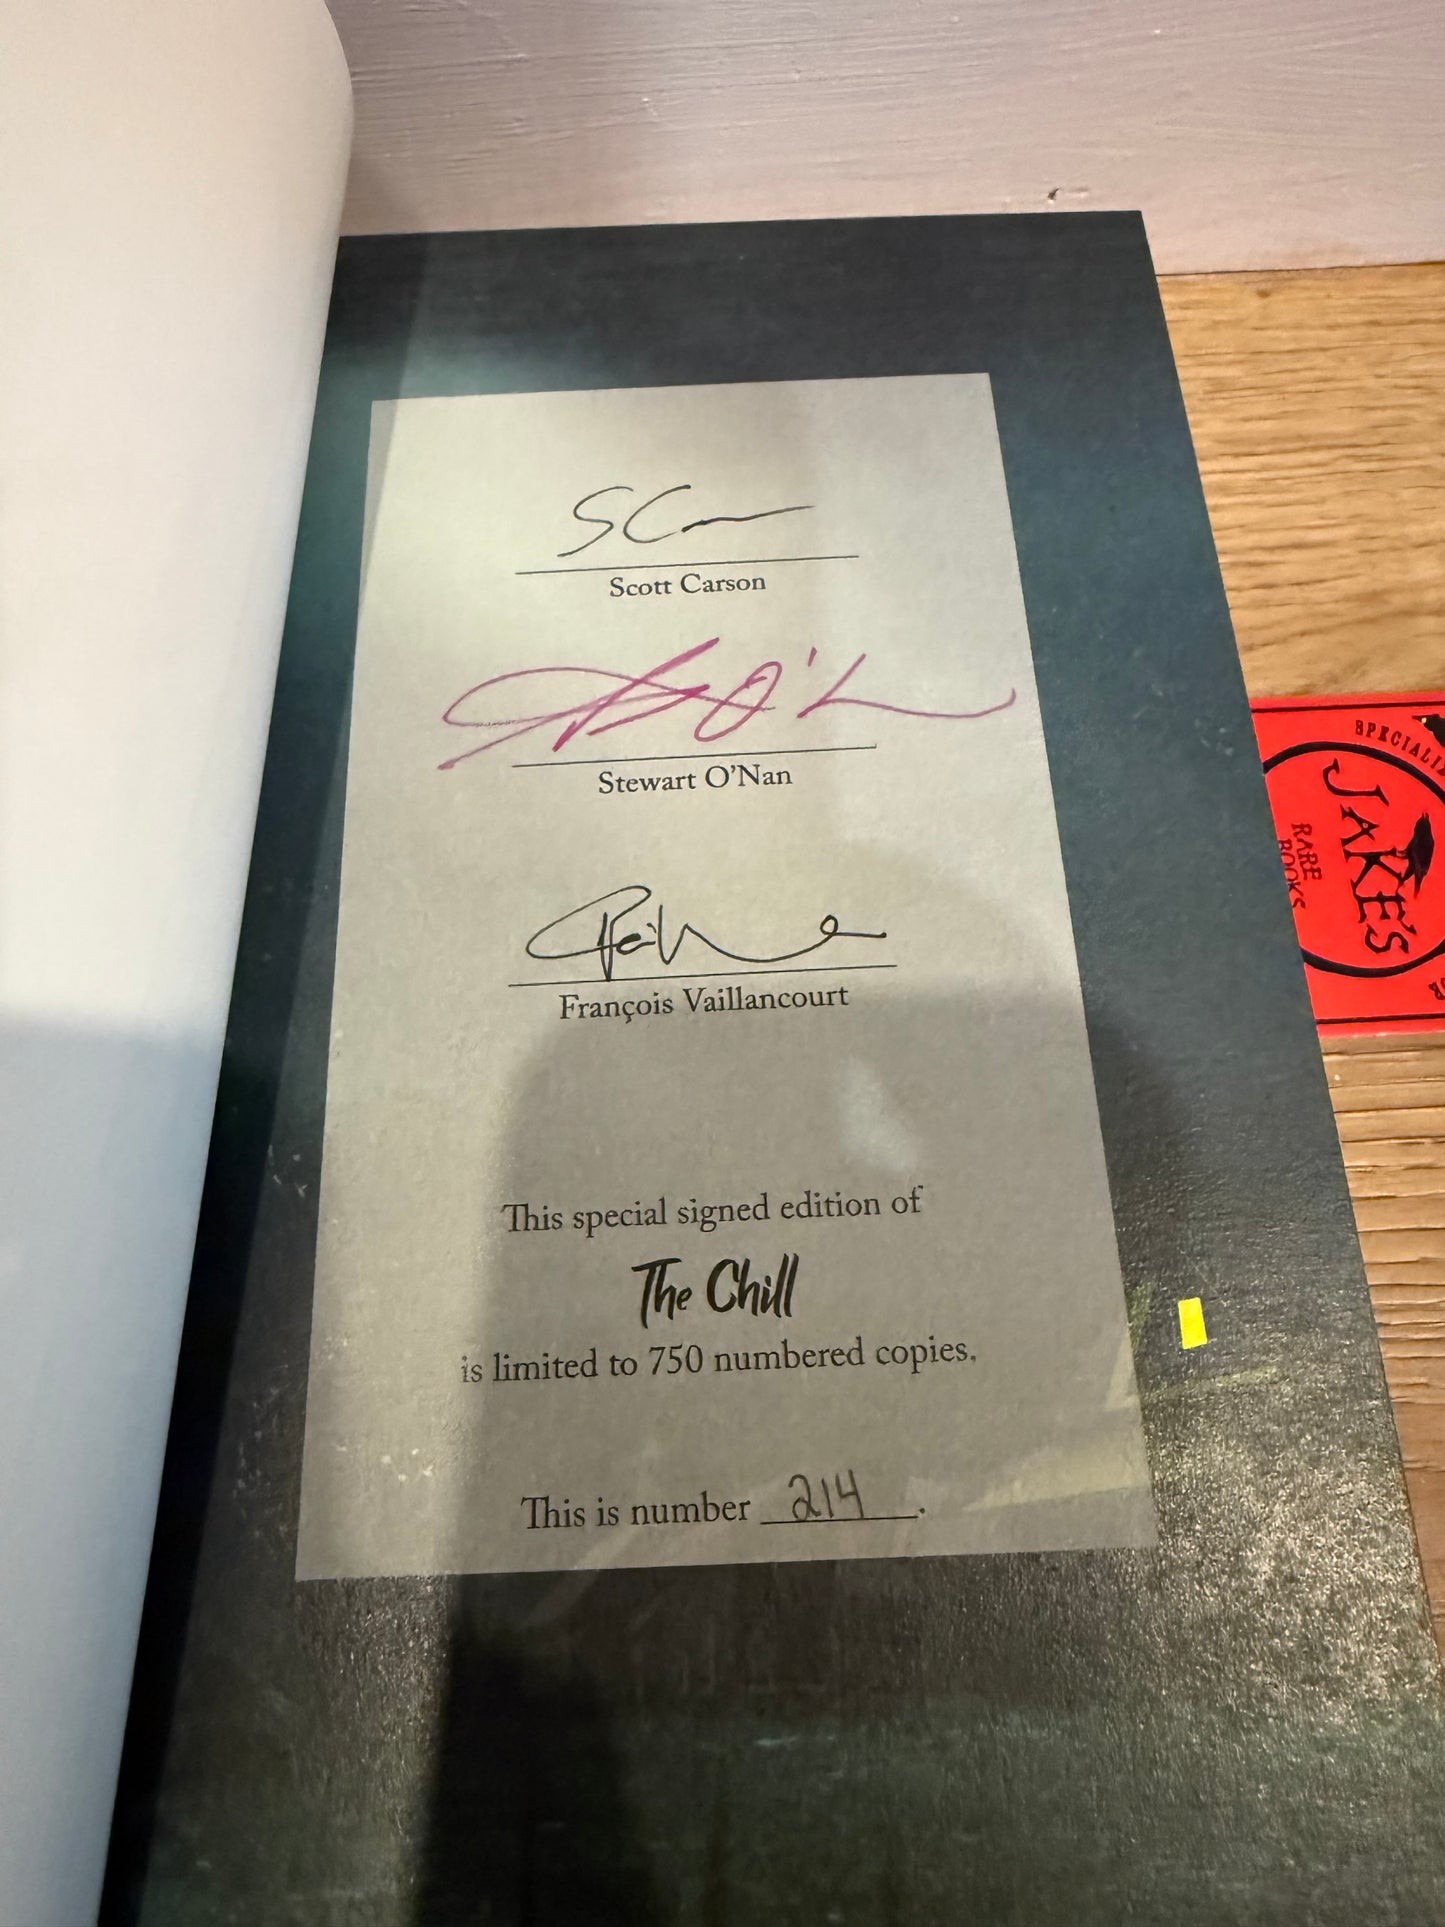 SC
Scott Carson
S O'N
Stewart O'Nan
François Vaillancourt
This special signed edition of
The Chill
is limited to 750 numbered copies.
This is number 214.
JAKE'S
RARE
BOOKS